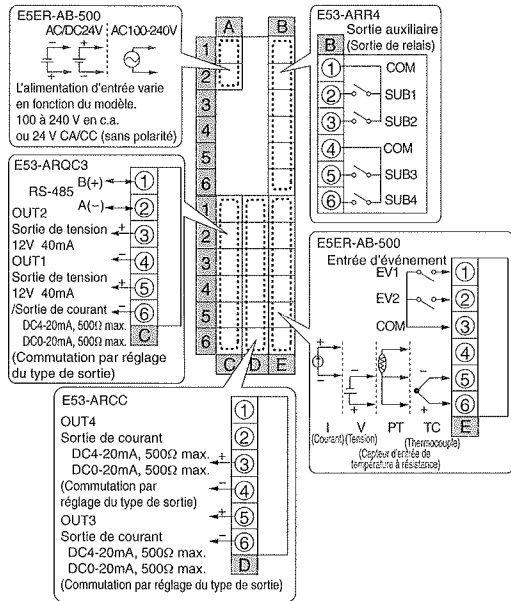 E5ER-AB-500
AC/DC24V AC100-240V
L'alimentation d'entrée varie
en fonction du modèle.
100 à 240 V en c.a.
ou 24 V CA/CC (sans polarité)
A B
1
2
3
4
5
6
1
2
3
4
5
6
C D E
E53-ARR4
Sortie auxiliaire
(Sortie de relais)
B
1 COM
2 SUB1
3 SUB2
4 COM
5 SUB3
6 SUB4
E53-ARQC3
RS-485
B(+) 1
A(−) 2
OUT2
Sortie de tension
12V 40mA
+ 3
− 4
OUT1
Sortie de tension
12V 40mA
+ 5
− 6
/Sortie de courant
DC4-20mA, 500Ω max.
DC0-20mA, 500Ω max.
C
(Commutation par réglage
du type de sortie)
E5ER-AB-500
Entrée d'événement
EV1 1
EV2 2
COM 3
4
5
6
E
+ − − + − +
I V PT TC
(Courant) (Tension) (Thermocouple)
(Capteur d'entrée de
température à résistance)
E53-ARCC
1
OUT4
2
Sortie de courant
DC4-20mA, 500Ω max.
+ 3
DC0-20mA, 500Ω max.
− 4
(Commutation par
réglage du type de sortie)
OUT3
+ 5
Sortie de courant
− 6
DC4-20mA, 500Ω max.
DC0-20mA, 500Ω max.
D
(Commutation par réglage du type de sortie)